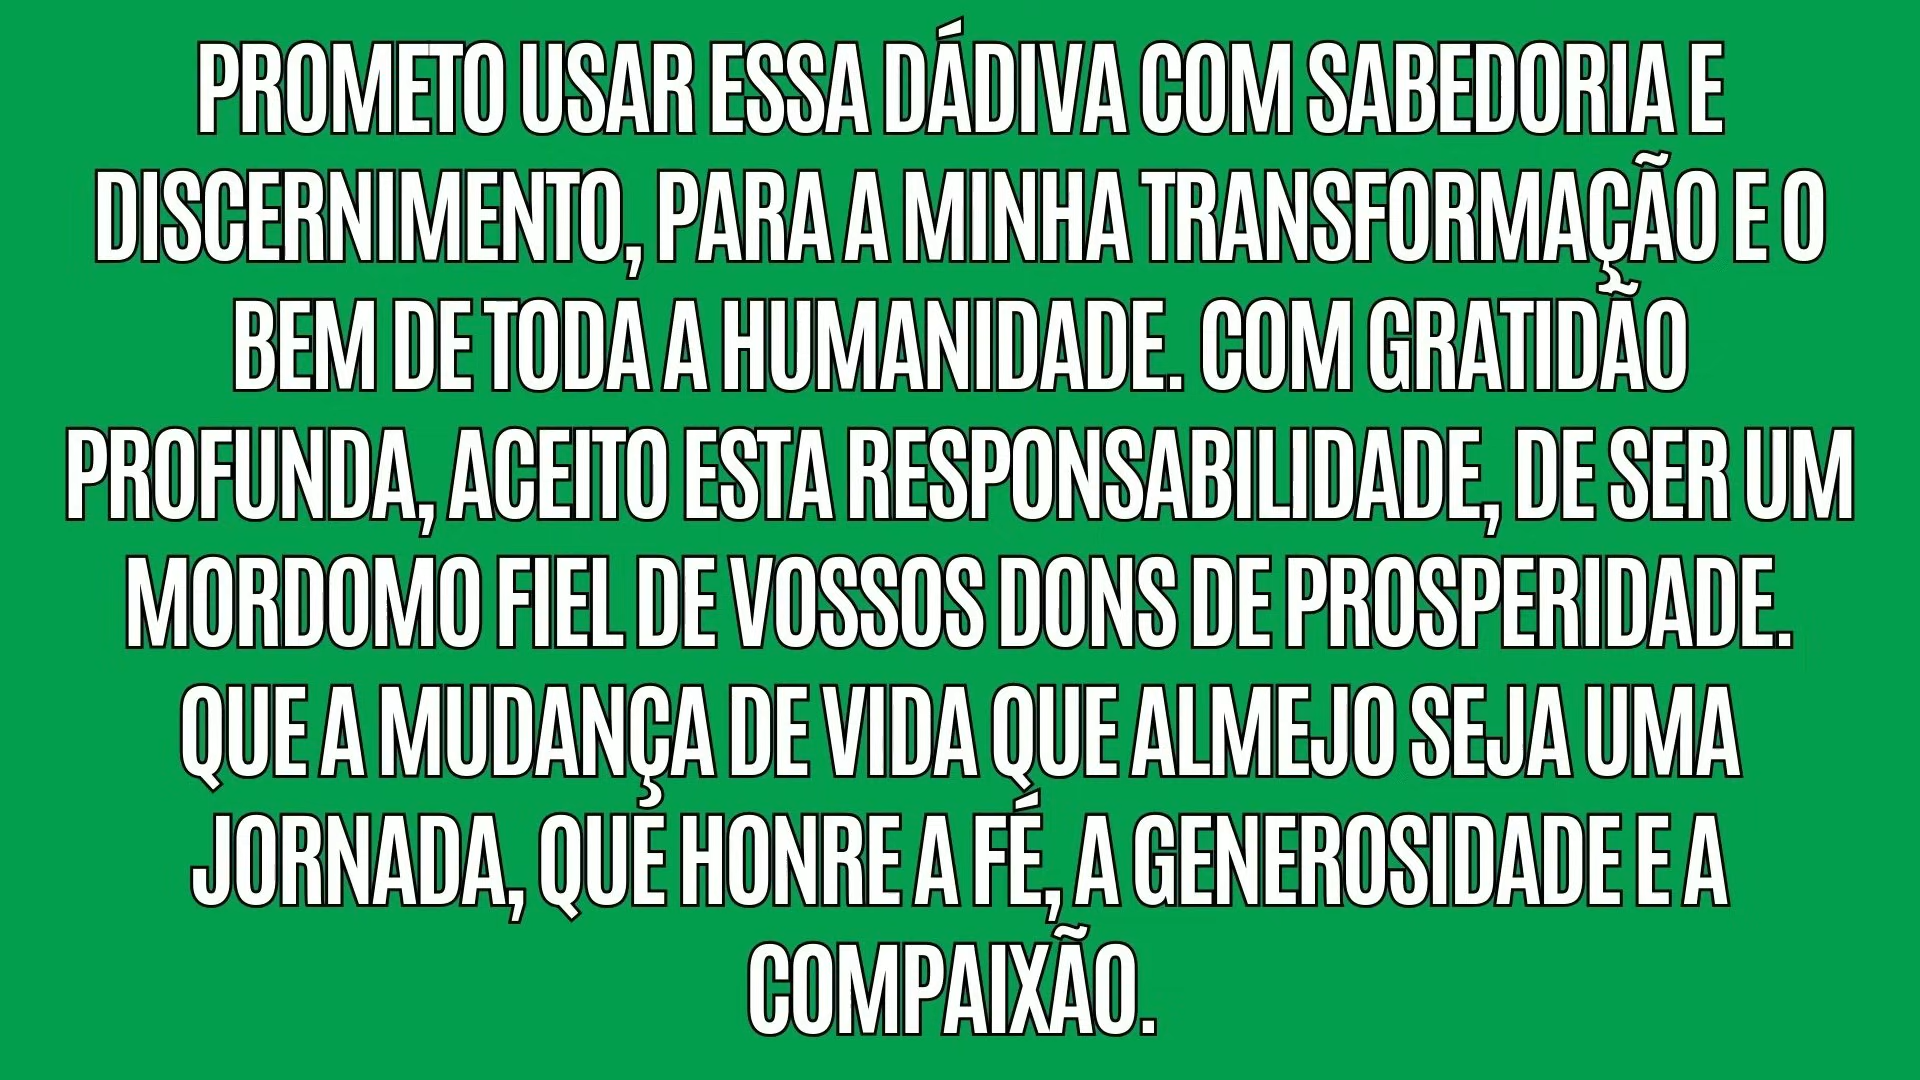 PROMETO USAR ESSA DÁDIVA COM SABEDORIA E
DISCERNIMENTO, PARA A MINHA TRANSFORMAÇÃO E O
BEM DE TODA A HUMANIDADE. COM GRATIDÃO
PROFUNDA, ACEITO ESTA RESPONSABILIDADE, DE SER UM
MORDOMO FIEL DE VOSSOS DONS DE PROSPERIDADE.
QUE A MUDANÇA DE VIDA QUE ALMEJO SEJA UMA
JORNADA, QUE HONRE A FÉ, A GENEROSIDADE E A
COMPAIXÃO.